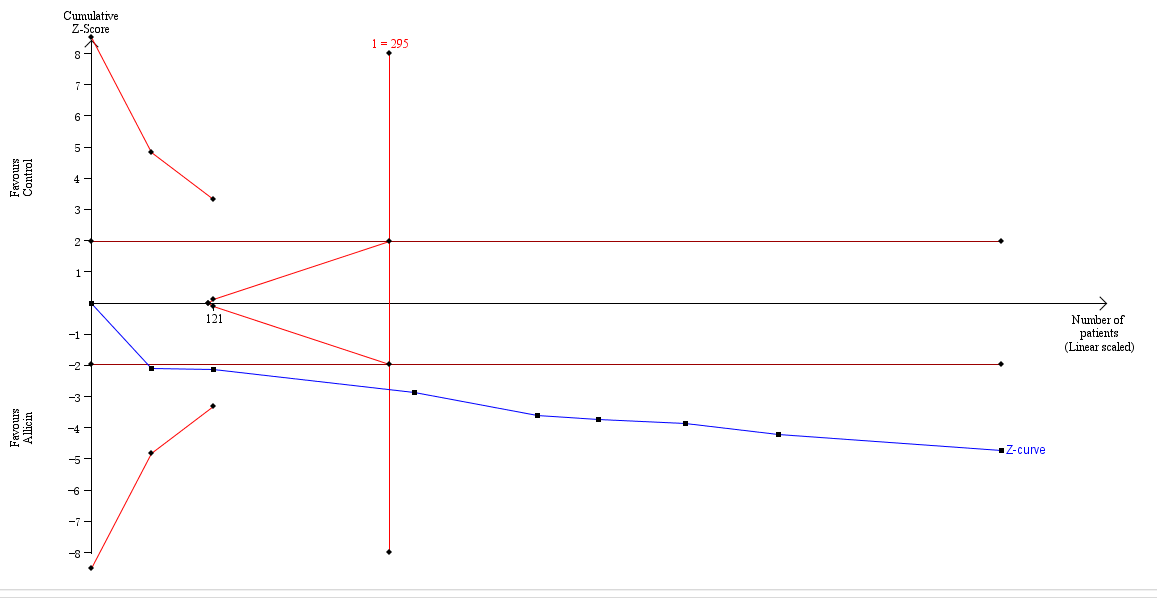 Cumulative
Z-Score
1 = 295
8
7
6
5
4
3
2
1
-1
-2
-3
-4
-5
-6
-7
-8
Favours
Control
Favours
Allicin
121
Number of
patients
(Linear scaled)
Z-curve